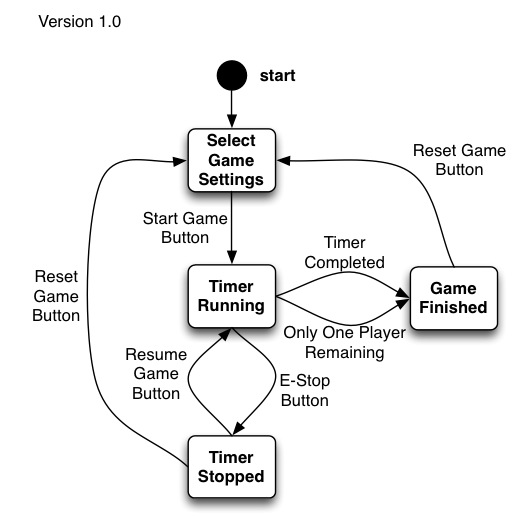 Version 1.0
start
Select
Game
Settings
Reset Game
Button
Start Game
Button
Timer
Completed
Reset
Game
Button
Timer
Running
Game
Finished
Only One Player
Remaining
Resume
Game
Button
E-Stop
Button
Timer
Stopped